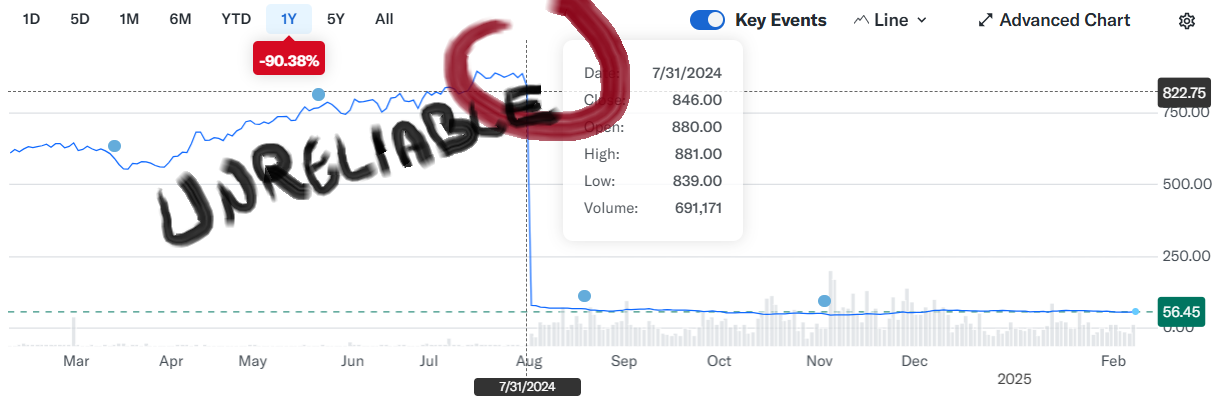 1D 5D 1M 6M YTD 1Y 5Y All Key Events Line Advanced Chart
-90.38%
Date: 7/31/2024
822.75
Close: 846.00
750.00
Open: 880.00
High: 881.00
Low: 839.00
Volume: 691,171
UNRELIABLE
500.00
250.00
56.45
0.00
Mar Apr May Jun Jul Aug Sep Oct Nov Dec Feb
2025
7/31/2024